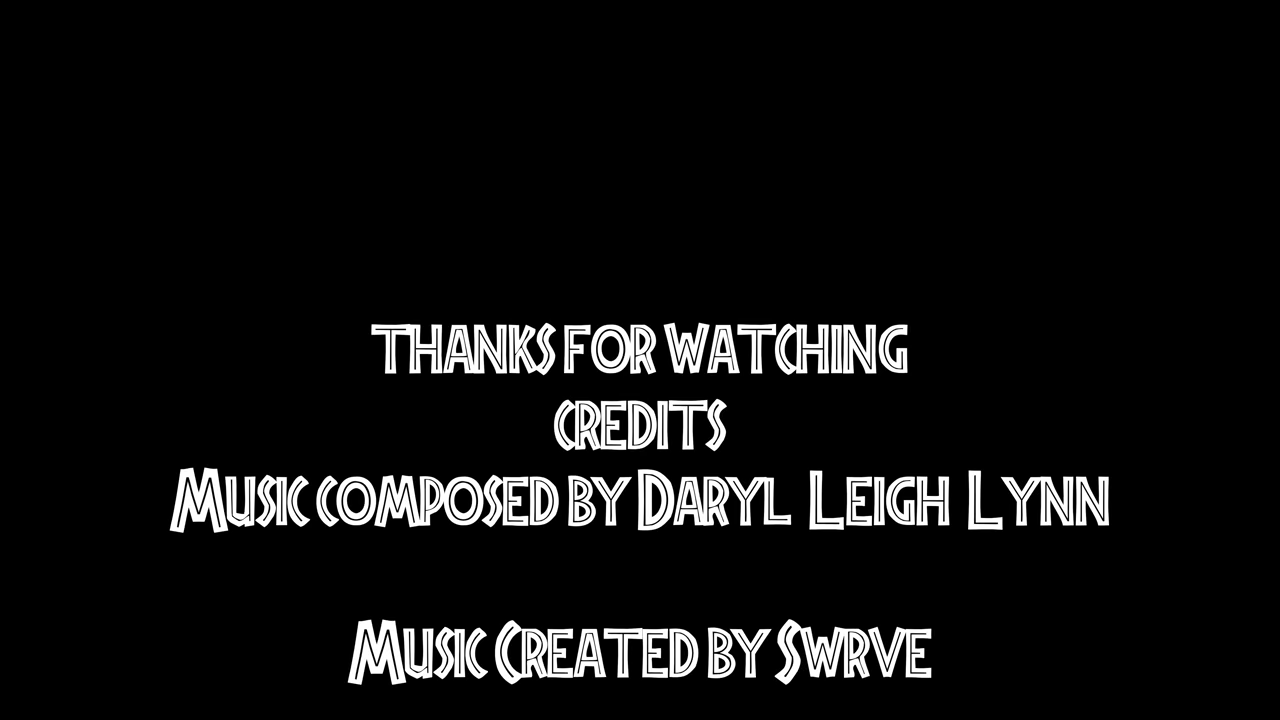 THANKS FOR WATCHING
CREDITS
MUSIC COMPOSED BY DARYL LEIGH LYNN
MUSIC CREATED BY SWRVE